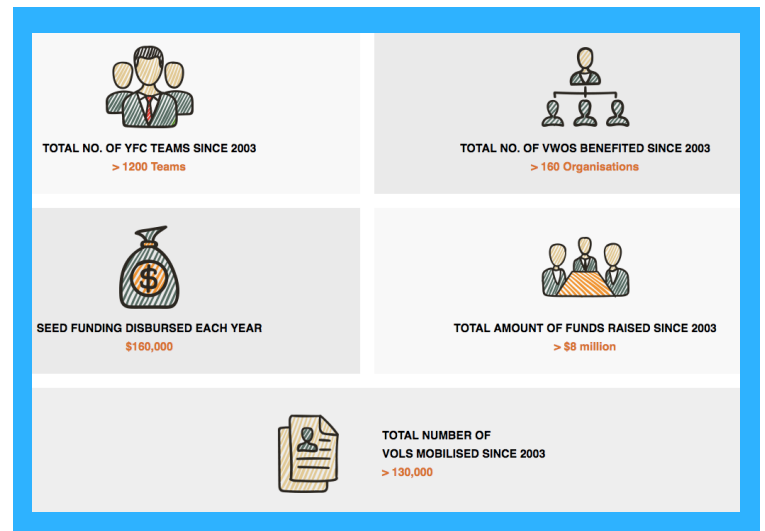 TOTAL NO. OF YFC TEAMS SINCE 2003
> 1200 Teams
TOTAL NO. OF VWOS BENEFITED SINCE 2003
> 160 Organisations
$
SEED FUNDING DISBURSED EACH YEAR
$160,000
TOTAL AMOUNT OF FUNDS RAISED SINCE 2003
> $8 million
TOTAL NUMBER OF
VOLS MOBILISED SINCE 2003
> 130,000